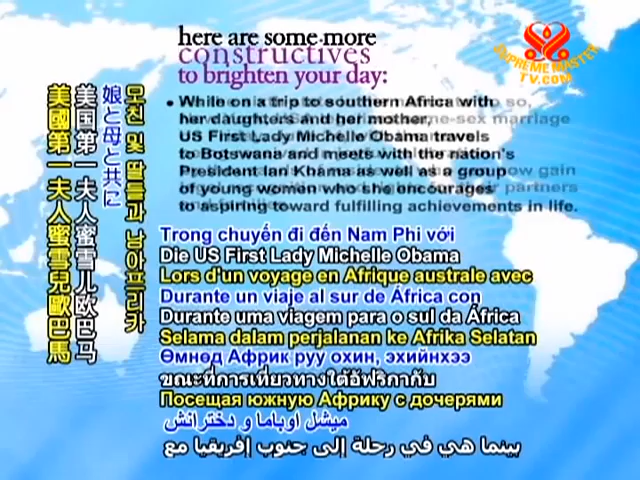 here are some more
constructives
to brighten your day:
SUPREME MASTER
TV.COM
• While on a trip to southern Africa with
her daughters and her mother,
US First Lady Michelle Obama travels
to Botswana and meets with the nation's
President Ian Khama as well as a group
of young women who she encourages
to aspiring toward fulfilling achievements in life.
so,
same-sex marriage
now gain
partners
모친 및 딸들과 남아프리카
娘と母と共に
美国第一夫人蜜雪儿欧巴马
美國第一夫人蜜雪兒歐巴馬
Trong chuyến đi đến Nam Phi với
Die US First Lady Michelle Obama
Lors d'un voyage en Afrique australe avec
Durante un viaje al sur de África con
Durante uma viagem para o sul da África
Selama dalam perjalanan ke Afrika Selatan
Өмнөд Африк руу охин, эхийнхээ
ขณะที่การเที่ยวทางใต้อัฟริกากับ
Посещая южную Африку с дочерями
میشل اوباما و دخترانش
بينما هي في رحلة إلى جنوب إفريقيا مع